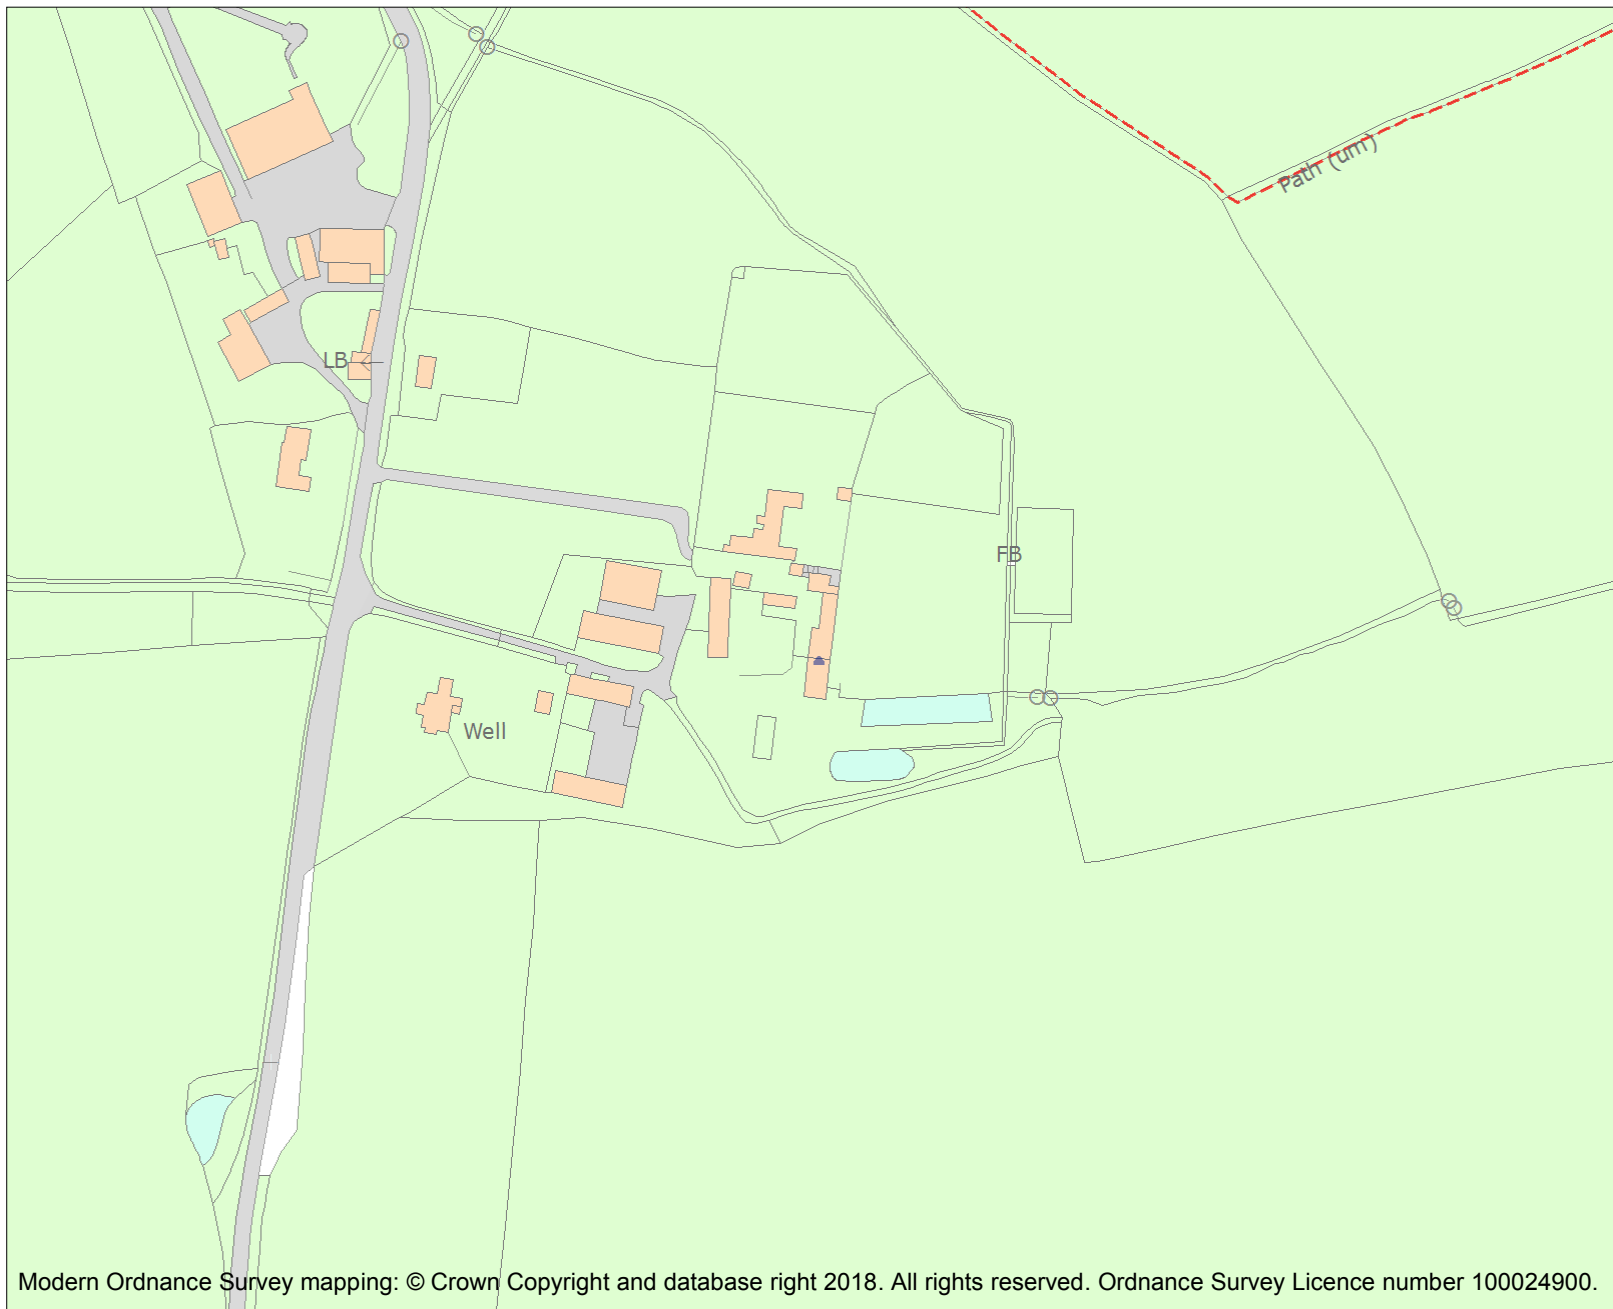 Path (um)
LB
FB
Well
Modern Ordnance Survey mapping: © Crown Copyright and database right 2018. All rights reserved. Ordnance Survey Licence number 100024900.